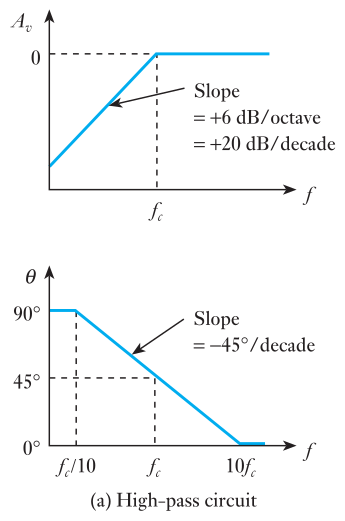 A_v
0
Slope
= +6 dB/octave
= +20 dB/decade
f_c
f
θ
90°
Slope
= –45°/decade
45°
0°
f_c/10
f_c
10f_c
f
(a) High-pass circuit